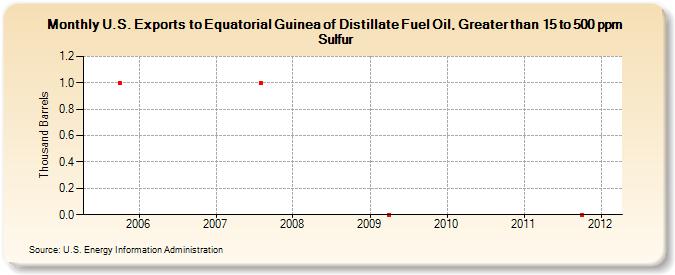 Monthly U.S. Exports to Equatorial Guinea of Distillate Fuel Oil, Greater than 15 to 500 ppm
Sulfur
Thousand Barrels
1.2
1.0
0.8
0.6
0.4
0.2
0.0
2006 2007 2008 2009 2010 2011 2012
Source: U.S. Energy Information Administration